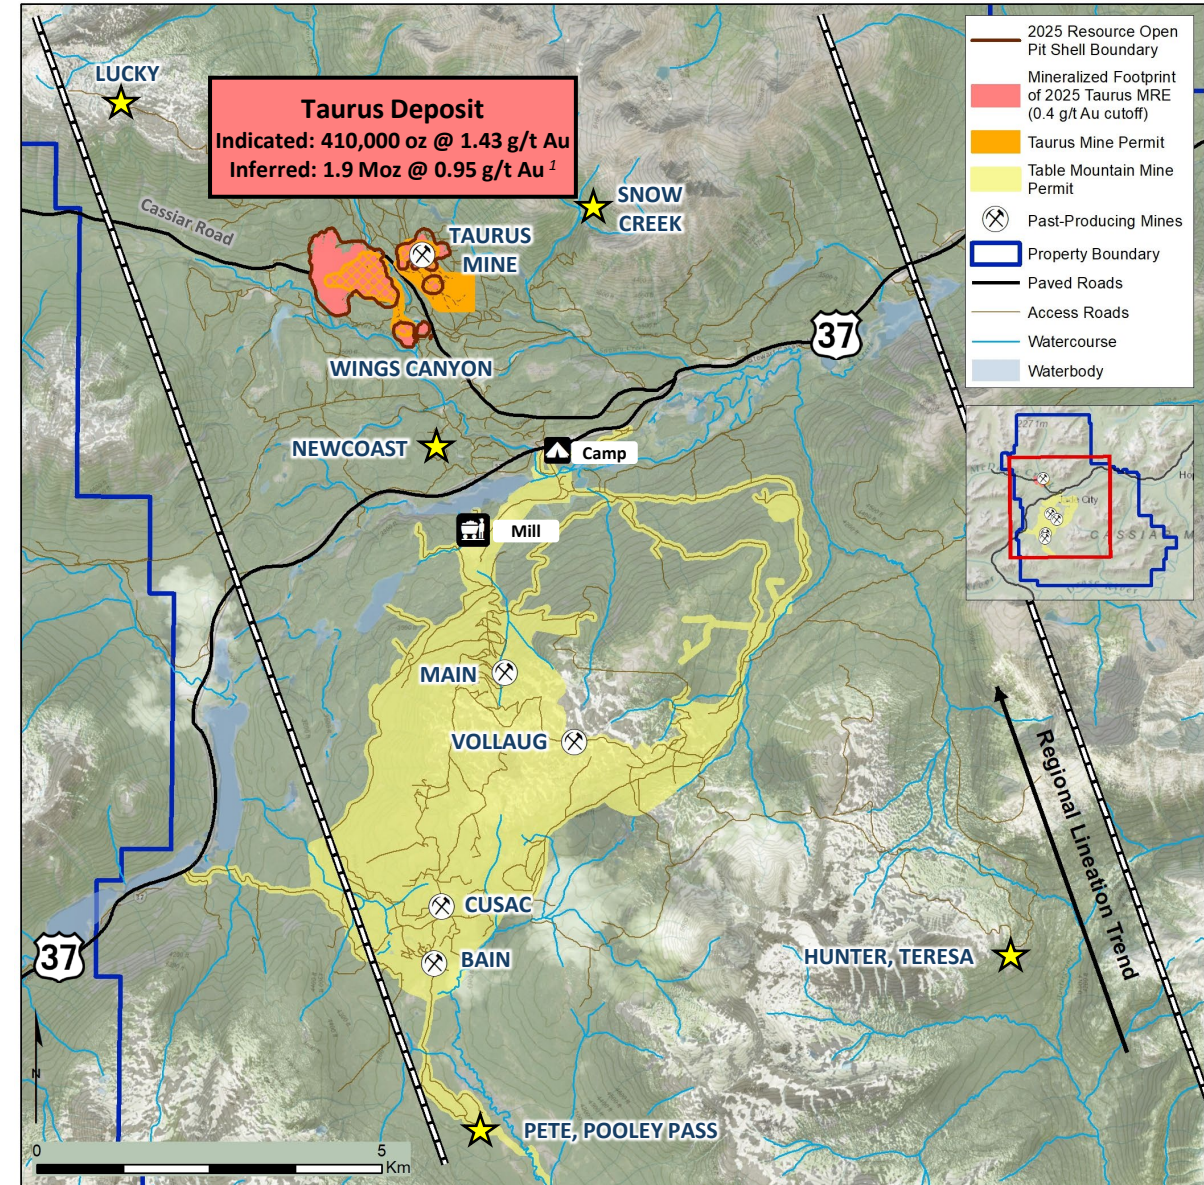 LUCKY
Taurus Deposit
Indicated: 410,000 oz @ 1.43 g/t Au
Inferred: 1.9 Moz @ 0.95 g/t Au 1
SNOW
CREEK
Cassiar Road
TAURUS
MINE
37
WINGS CANYON
NEWCOAST
Camp
Mill
MAIN
VOLLAUG
CUSAC
BAIN
37
HUNTER, TERESA
Regional Lineation Trend
PETE, POOLEY PASS
N
0
5
Km
2025 Resource Open
Pit Shell Boundary
Mineralized Footprint
of 2025 Taurus MRE
(0.4 g/t Au cutoff)
Taurus Mine Permit
Table Mountain Mine
Permit
Past-Producing Mines
Property Boundary
Paved Roads
Access Roads
Watercourse
Waterbody
2271m
City
CASSIA